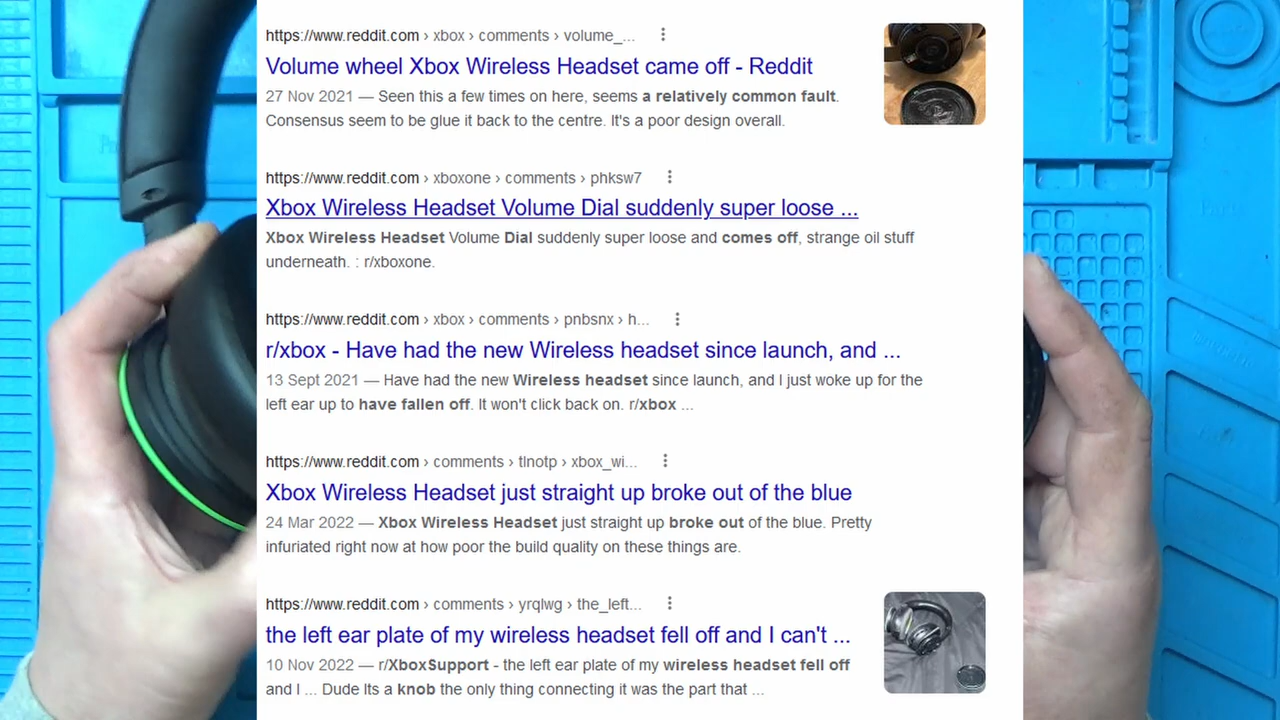 https://www.reddit.com › xbox › comments › volume_...
Volume wheel Xbox Wireless Headset came off - Reddit
27 Nov 2021 — Seen this a few times on here, seems a relatively common fault.
Consensus seem to be glue it back to the centre. It's a poor design overall.
https://www.reddit.com › xboxone › comments › phksw7
Xbox Wireless Headset Volume Dial suddenly super loose ...
Xbox Wireless Headset Volume Dial suddenly super loose and comes off, strange oil stuff
underneath. : r/xboxone.
https://www.reddit.com › xbox › comments › pnbsnx › h...
r/xbox - Have had the new Wireless headset since launch, and ...
13 Sept 2021 — Have had the new Wireless headset since launch, and I just woke up for the
left ear up to have fallen off. It won't click back on. r/xbox ...
https://www.reddit.com › comments › tlnotp › xbox_wi...
Xbox Wireless Headset just straight up broke out of the blue
24 Mar 2022 — Xbox Wireless Headset just straight up broke out of the blue. Pretty
infuriated right now at how poor the build quality on these things are.
https://www.reddit.com › comments › yrqlwg › the_left...
the left ear plate of my wireless headset fell off and I can't ...
10 Nov 2022 — r/XboxSupport - the left ear plate of my wireless headset fell off
and I ... Dude Its a knob the only thing connecting it was the part that ...